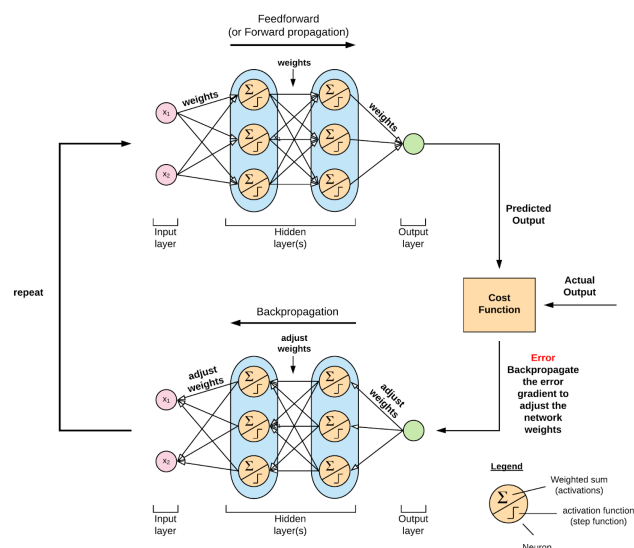 Feedforward
(or Forward propagation)
weights
weights
weights
x1
x2
Σ
Σ
Σ
Σ
Σ
Σ
Input
layer
Hidden
layer(s)
Output
layer
Predicted
Output
repeat
Cost
Function
Actual
Output
Backpropagation
adjust
weights
adjust
weights
adjust
weights
Error
Backpropagate
the error
gradient to
adjust the
network
weights
x1
x2
Σ
Σ
Σ
Σ
Σ
Σ
Input
layer
Hidden
layer(s)
Output
layer
Legend
Σ
Weighted sum
(activations)
activation function
(step function)
Neuron